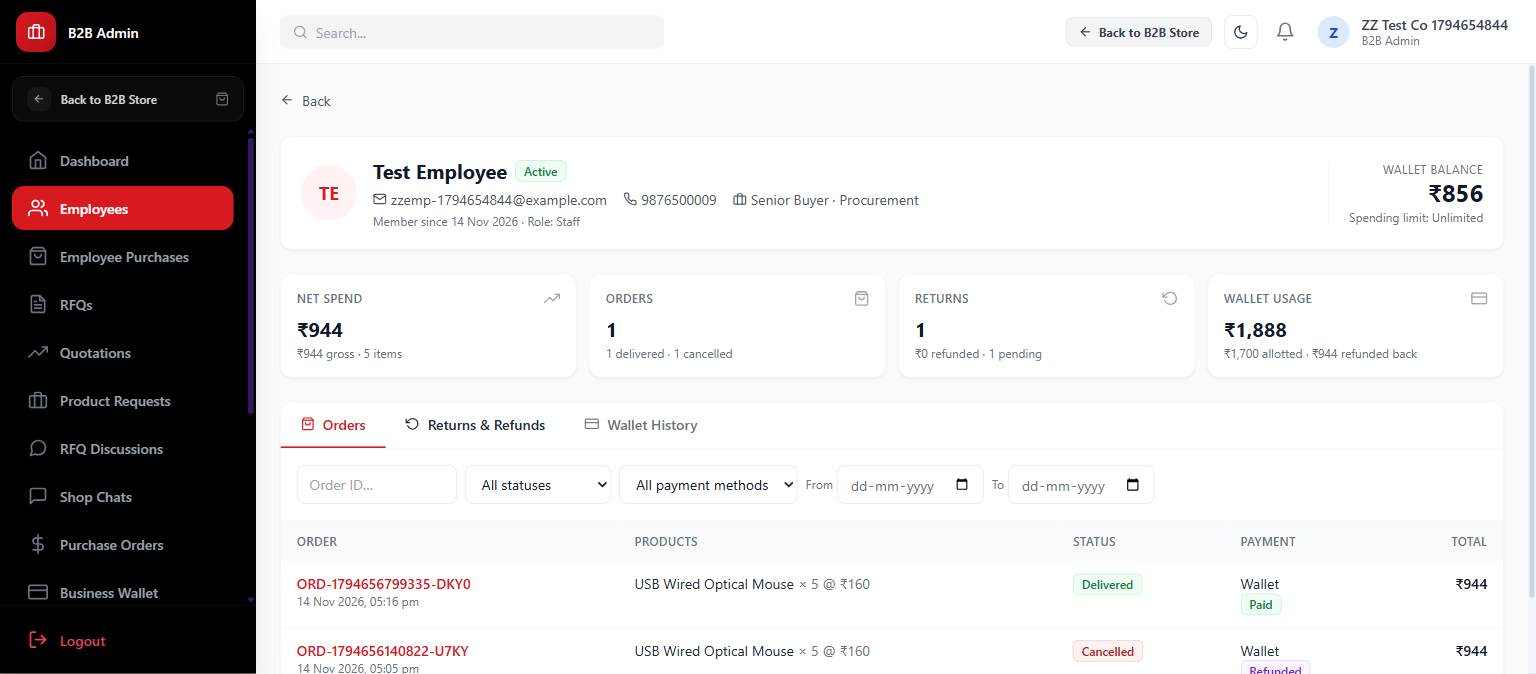 B2B Admin
Search...
Back to B2B Store
Z
ZZ Test Co 1794654844
B2B Admin
Back to B2B Store
Dashboard
Employees
Employee Purchases
RFQs
Quotations
Product Requests
RFQ Discussions
Shop Chats
Purchase Orders
Business Wallet
Logout
Back
TE
Test Employee Active
zzemp-1794654844@example.com 9876500009 Senior Buyer · Procurement
Member since 14 Nov 2026 · Role: Staff
WALLET BALANCE
₹856
Spending limit: Unlimited
NET SPEND
₹944
₹944 gross · 5 items
ORDERS
1
1 delivered · 1 cancelled
RETURNS
1
₹0 refunded · 1 pending
WALLET USAGE
₹1,888
₹1,700 allotted · ₹944 refunded back
Orders Returns & Refunds Wallet History
Order ID... All statuses All payment methods From dd-mm-yyyy To dd-mm-yyyy
ORDER PRODUCTS STATUS PAYMENT TOTAL
ORD-1794656799335-DKY0 USB Wired Optical Mouse × 5 @ ₹160 Delivered Wallet ₹944
14 Nov 2026, 05:16 pm Paid
ORD-1794656140822-U7KY USB Wired Optical Mouse × 5 @ ₹160 Cancelled Wallet ₹944
14 Nov 2026, 05:05 pm Refunded